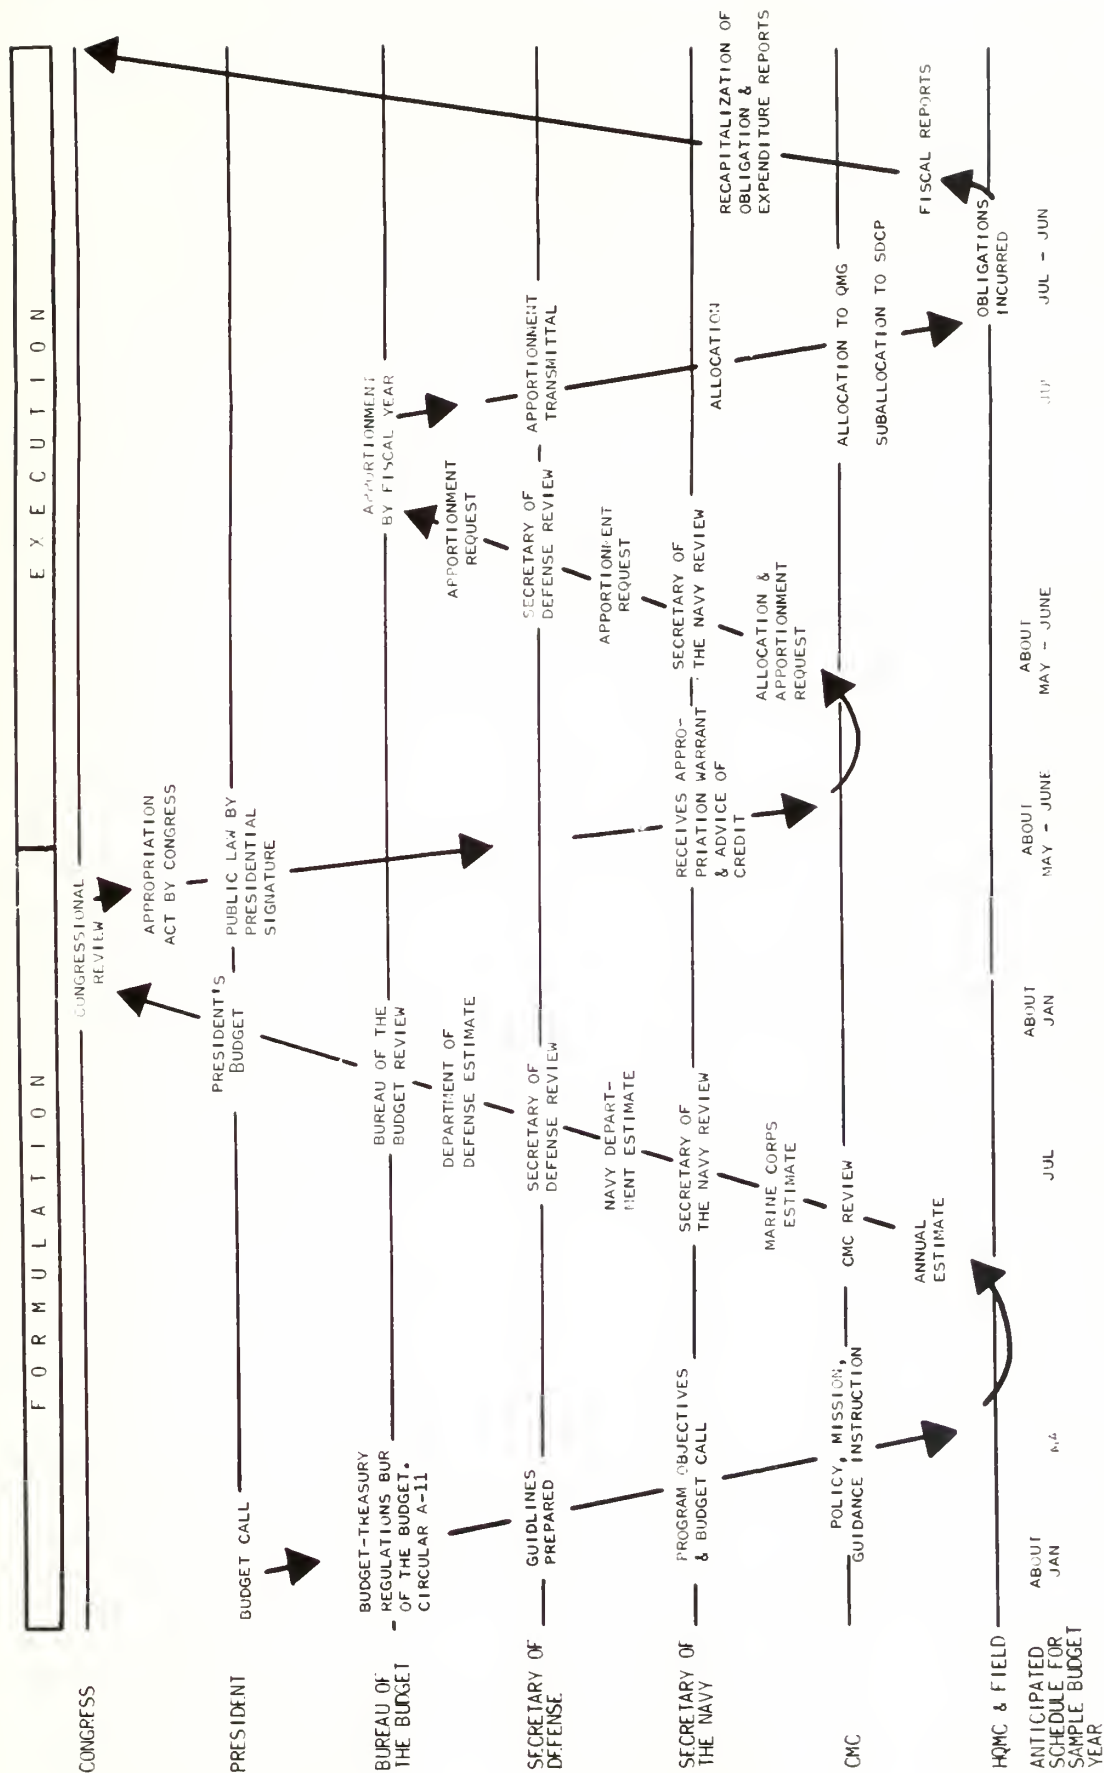 FORMULATION
EXECUTION
CONGRESS
CONGRESSIONAL
REVIEW
APPROPRIATION
ACT BY CONGRESS
PRESIDENT
BUDGET CALL
PRESIDENT'S
BUDGET
PUBLIC LAW BY
PRESIDENTIAL
SIGNATURE
BUREAU OF
THE BUDGET
BUDGET-TREASURY
REGULATIONS BUR
OF THE BUDGET.
CIRCULAR A-11
BUREAU OF THE
BUDGET REVIEW
APPORTIONMENT
BY FISCAL YEAR
DEPARTMENT OF
DEFENSE ESTIMATE
APPORTIONMENT
REQUEST
SECRETARY OF
DEFENSE
GUIDLINES
PREPARED
SECRETARY OF
DEFENSE REVIEW
SECRETARY OF
DEFENSE REVIEW
APPORTIONMENT
TRANSMITTAL
NAVY DEPART-
MENT ESTIMATE
APPORTIONMENT
REQUEST
SECRETARY OF
THE NAVY
PROGRAM OBJECTIVES
& BUDGET CALL
SECRETARY OF
THE NAVY REVIEW
RECEIVES APPRO-
PRIATION WARRANT
& ADVICE OF
CREDIT
SECRETARY OF
THE NAVY REVIEW
ALLOCATION
RECAPITALIZATION OF
OBLIGATION &
EXPENDITURE REPORTS
MARINE CORPS
ESTIMATE
ALLOCATION &
APPORTIONMENT
REQUEST
CMC
POLICY, MISSION,
GUIDANCE INSTRUCTION
CMC REVIEW
ALLOCATION TO QMG
SUBALLOCATION TO SDCP
ANNUAL
ESTIMATE
FISCAL REPORTS
HQMC & FIELD
OBLIGATIONS
INCURRED
ANTICIPATED
SCHEDULE FOR
SAMPLE BUDGET
YEAR
ABOUT
JAN
JUL
ABOUT
JAN
ABOUT
MAY - JUNE
ABOUT
MAY - JUNE
JUL - JUN